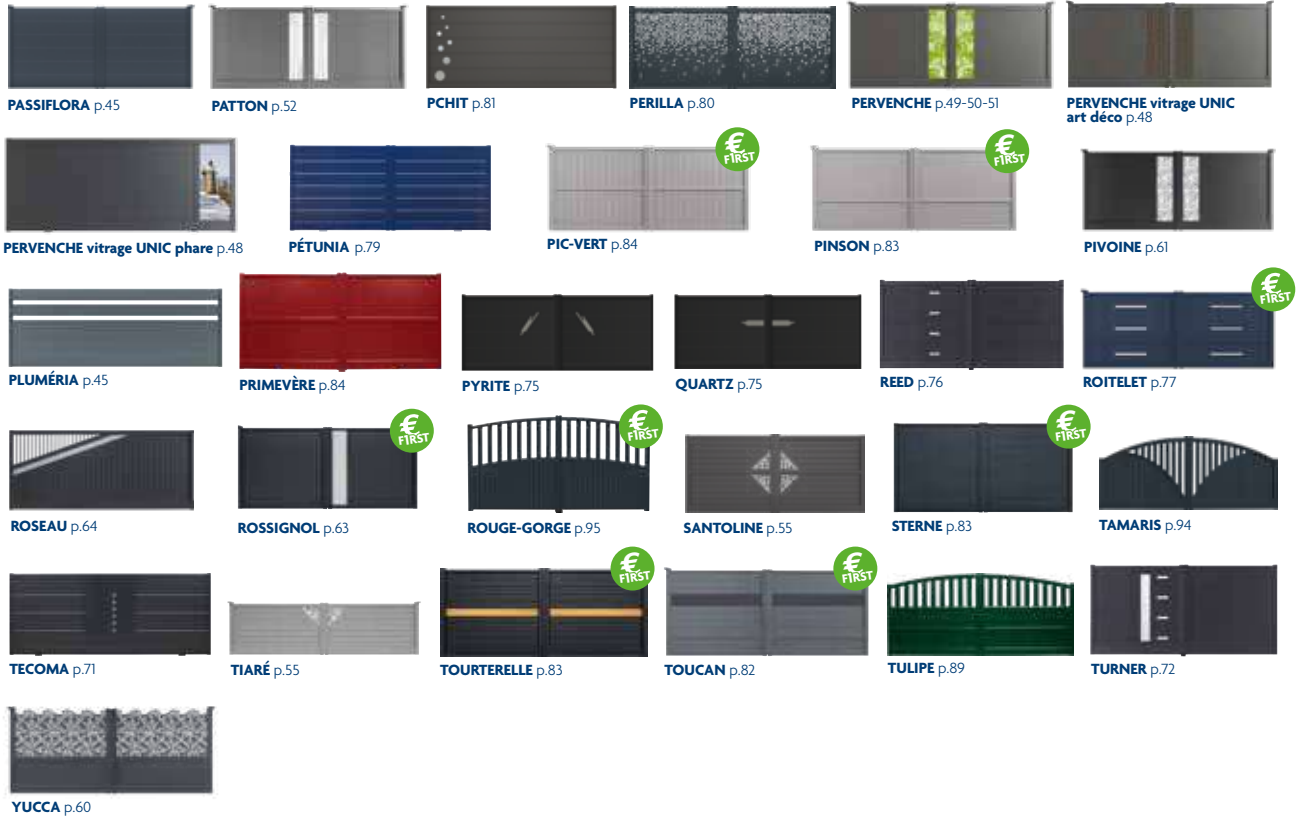 PASSIFLORA p.45
PATTON p.52
PCHIT p.81
PERILLA p.80
PERVENCHE p.49-50-51
PERVENCHE vitrage UNIC
art déco p.48
€
FIRST
€
FIRST
PERVENCHE vitrage UNIC phare p.48
PÉTUNIA p.79
PIC-VERT p.84
PINSON p.83
PIVOINE p.61
€
FIRST
PLUMÉRIA p.45
PRIMEVÈRE p.84
PYRITE p.75
QUARTZ p.75
REED p.76
ROITELET p.77
€
FIRST
€
FIRST
€
FIRST
ROSEAU p.64
ROSSIGNOL p.63
ROUGE-GORGE p.95
SANTOLINE p.55
STERNE p.83
TAMARIS p.94
€
FIRST
€
FIRST
TECOMA p.71
TIARÉ p.55
TOURTERELLE p.83
TOUCAN p.82
TULIPE p.89
TURNER p.72
YUCCA p.60